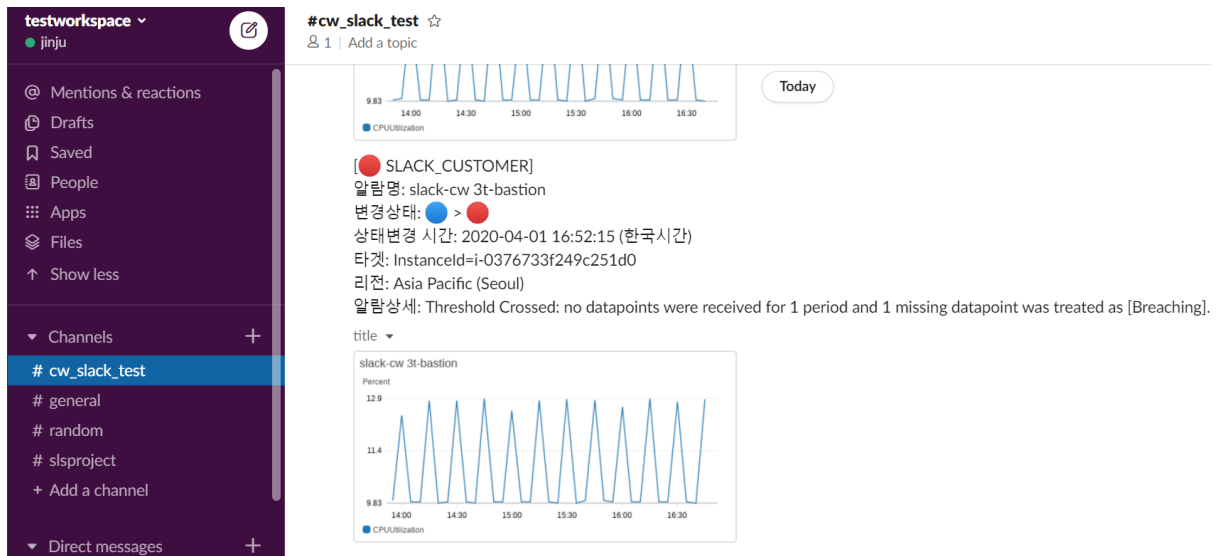 testworkspace
jinju
Mentions & reactions
Drafts
Saved
People
Apps
Files
Show less
Channels
# cw_slack_test
# general
# random
# slsproject
+ Add a channel
Direct messages
#cw_slack_test
1 | Add a topic
Today
9.83
14:00 14:30 15:00 15:30 16:00 16:30
CPUUtilization
[🔴 SLACK_CUSTOMER]
알람명: slack-cw 3t-bastion
변경상태: 🔵 > 🔴
상태변경 시간: 2020-04-01 16:52:15 (한국시간)
타겟: InstanceId=i-0376733f249c251d0
리전: Asia Pacific (Seoul)
알람상세: Threshold Crossed: no datapoints were received for 1 period and 1 missing datapoint was treated as [Breaching].
title
slack-cw 3t-bastion
Percent
12.9
11.4
9.83
14:00 14:30 15:00 15:30 16:00 16:30
CPUUtilization